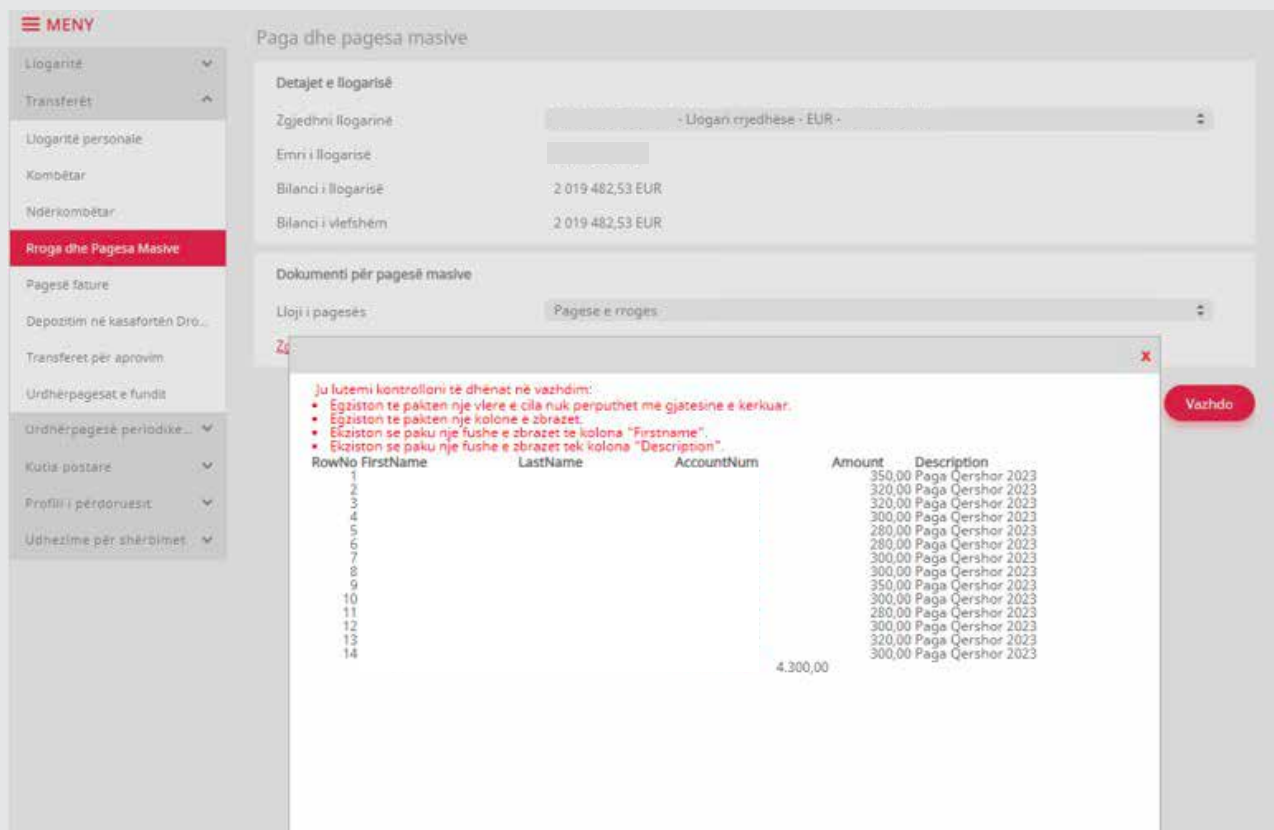 MENY
Llogaritë
Transferët
Llogaritë personale
Kombëtar
Ndërkombëtar
Rroga dhe Pagesa Masive
Pagesë fature
Depozitim në kasafortën Dro...
Transferet për aprovim
Urdhërpagesat e fundit
Urdhërpagesë periodike...
Kutia postare
Profili i përdoruesit
Udhëzime për shërbimet
Paga dhe pagesa masive
Detajet e llogarisë
Zgjedhni llogarinë - Llogari rrjedhëse - EUR -
Emri i llogarisë
Bilanci i llogarisë 2 019 482,53 EUR
Bilanci i vlefshëm 2 019 482,53 EUR
Dokumenti për pagesë masive
Lloji i pagesës Pagese e rroges
Zg
x
Vazhdo
Ju lutemi kontrolloni të dhënat në vazhdim:
• Egziston te pakten nje vlere e cila nuk perputhet me gjatesine e kerkuar.
• Egziston te pakten nje kolone e zbrazet.
• Ekziston se paku nje fushe e zbrazet te kolona "Firstname".
• Ekziston se paku nje fushe e zbrazet tek kolona "Description".
RowNo FirstName LastName AccountNum Amount Description
1 350,00 Paga Qershor 2023
2 320,00 Paga Qershor 2023
3 320,00 Paga Qershor 2023
4 300,00 Paga Qershor 2023
5 280,00 Paga Qershor 2023
6 280,00 Paga Qershor 2023
7 300,00 Paga Qershor 2023
8 300,00 Paga Qershor 2023
9 350,00 Paga Qershor 2023
10 300,00 Paga Qershor 2023
11 280,00 Paga Qershor 2023
12 300,00 Paga Qershor 2023
13 320,00 Paga Qershor 2023
14 300,00 Paga Qershor 2023
4.300,00